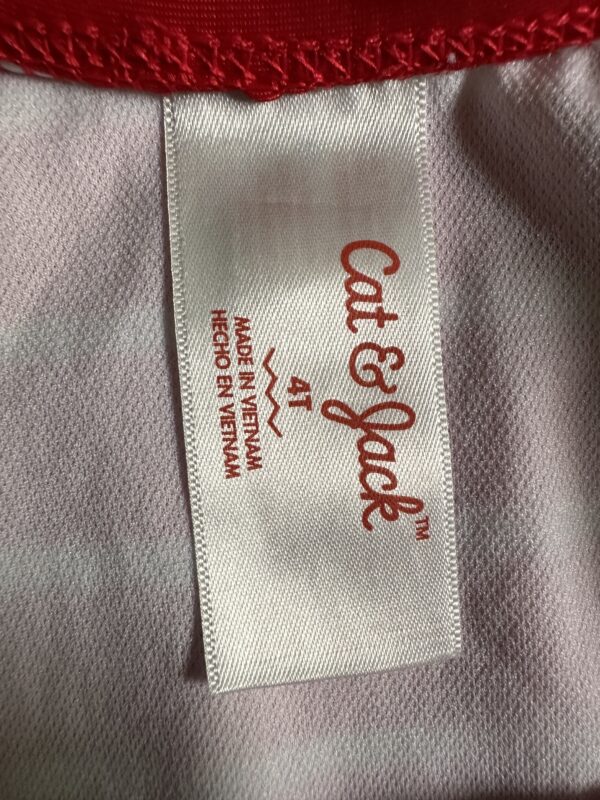 Cat & Jack™
4T
MADE IN VIETNAM
HECHO EN VIETNAM